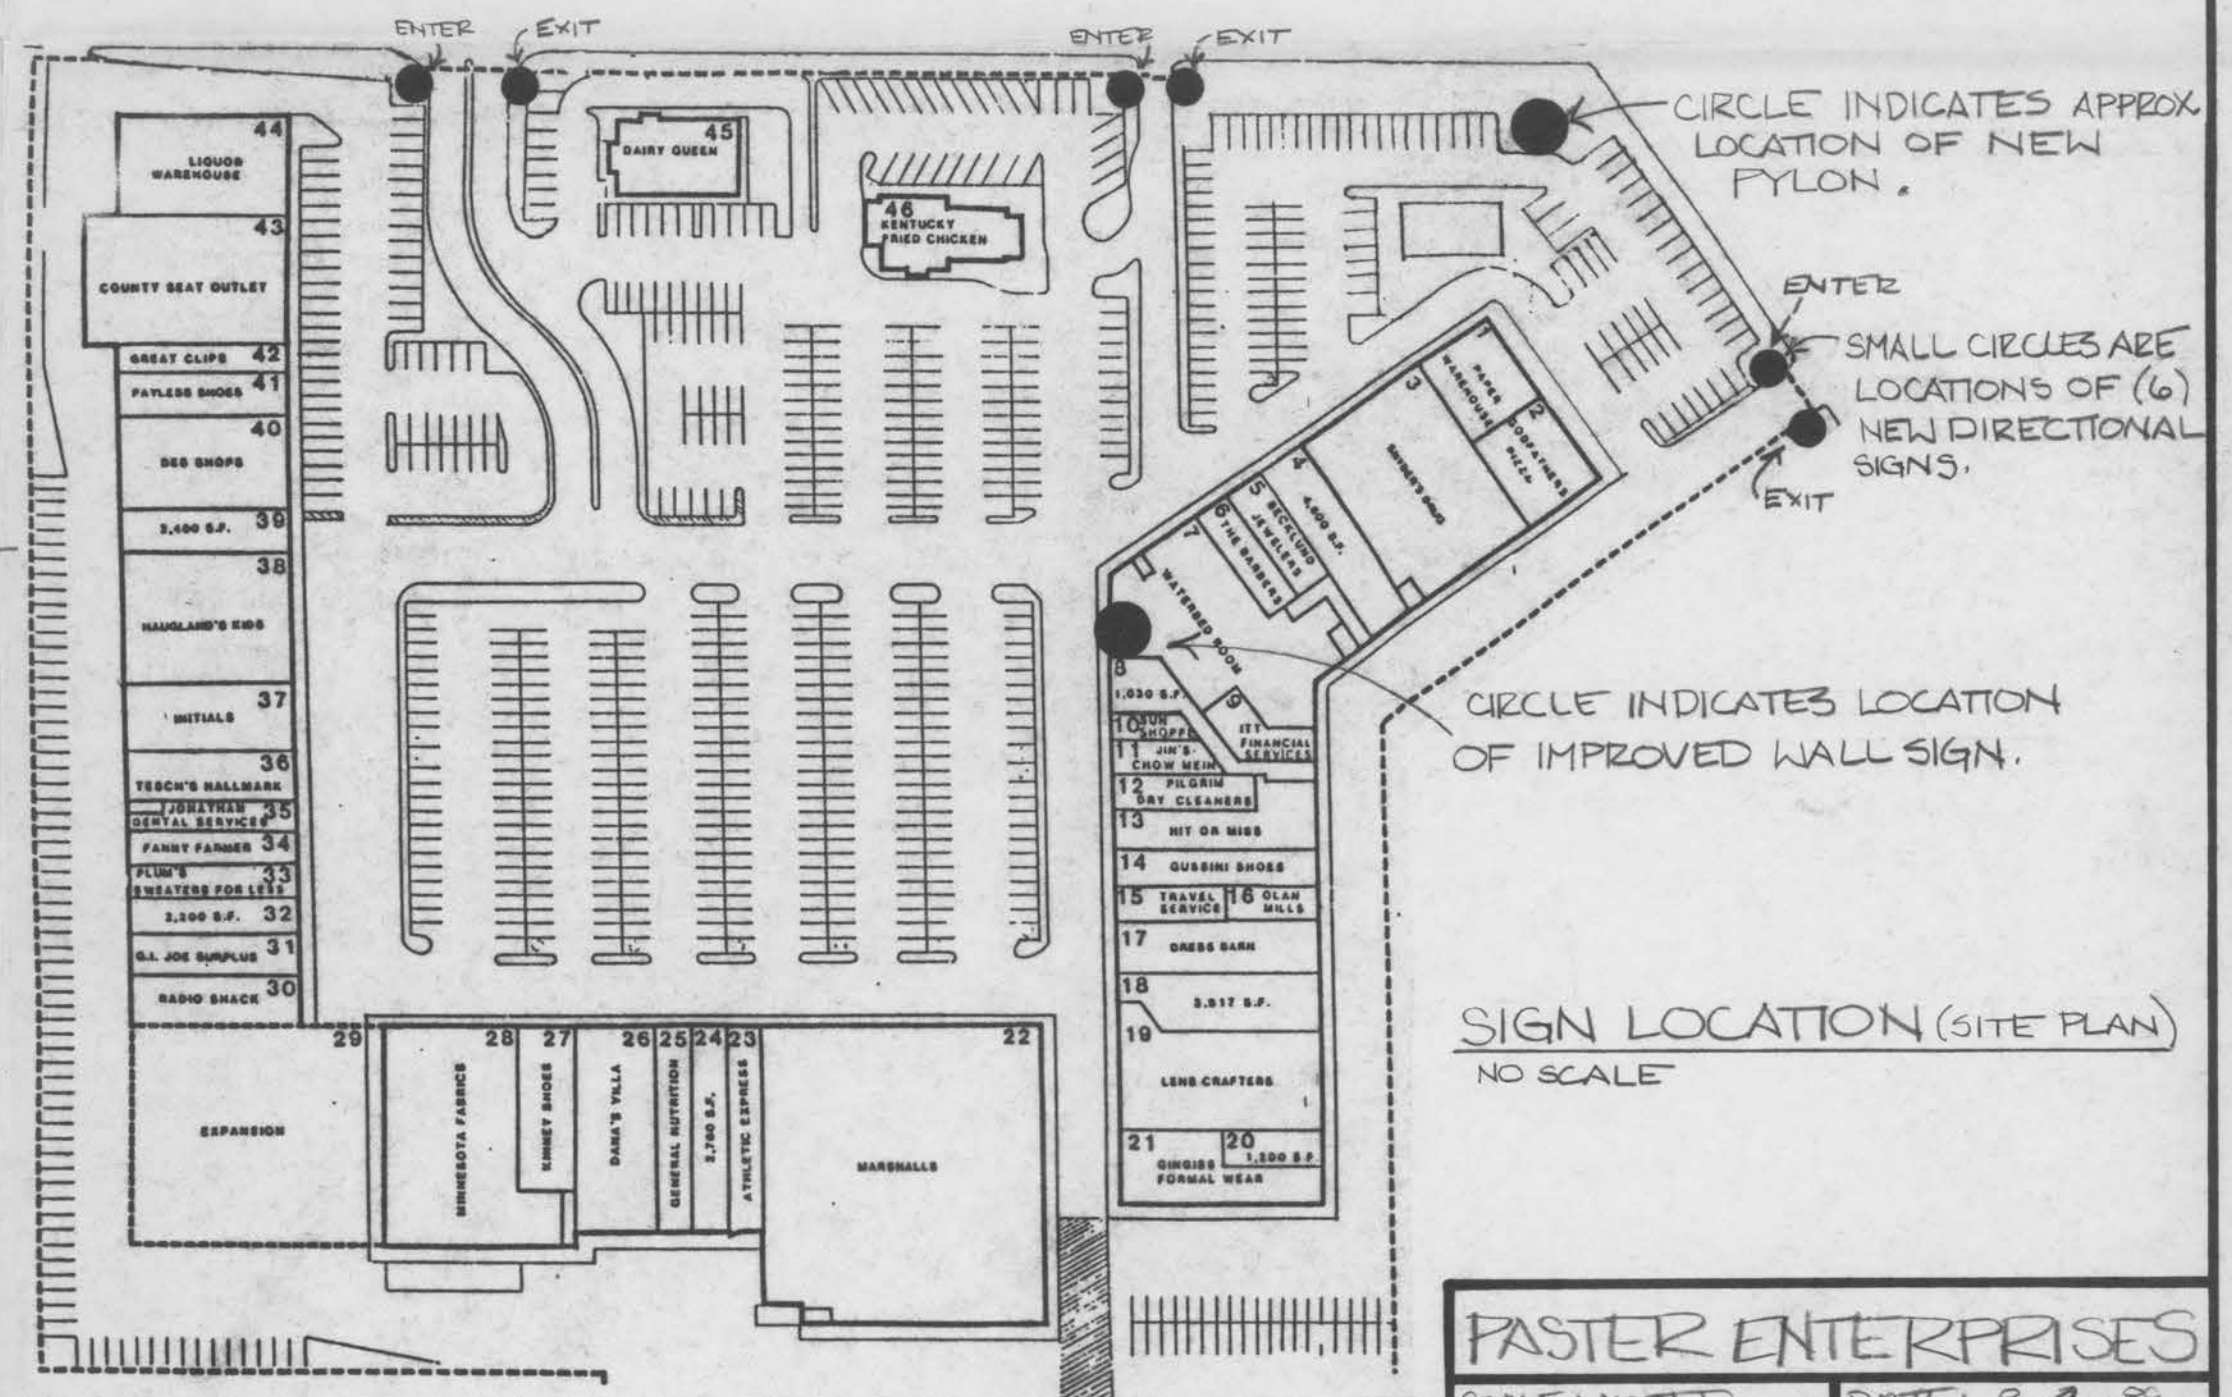 ENTER
EXIT
ENTER
EXIT
CIRCLE INDICATES APPROX
LOCATION OF NEW
PYLON.
ENTER
SMALL CIRCLES ARE
LOCATIONS OF (6)
NEW DIRECTIONAL
SIGNS.
EXIT
CIRCLE INDICATES LOCATION
OF IMPROVED WALL SIGN.
SIGN LOCATION (SITE PLAN)
NO SCALE
PASTER ENTERPRISES
44
LIQUOR
WAREHOUSE
43
COUNTY SEAT OUTLET
GREAT CLIPS 42
PAYLESS SHOES 41
40
DEB SHOPS
39
38
HAUGLAND'S KIDS
37
INITIALS
36
TESCH'S HALLMARK
JONATHAN
DENTAL SERVICES 35
FANNY FARMER 34
PLUM'S 33
SWEATERS FOR LESS
2,200 S.F. 32
G.I. JOE SURPLUS 31
RADIO SHACK 30
29
EXPANSION
28
MINNESOTA FABRICS
27
KINNEY SHOES
26
DANA'S VILLA
25
GENERAL NUTRITION
24
2,760 S.F.
23
ATHLETIC EXPRESS
22
MARSHALLS
45
DAIRY QUEEN
46
KENTUCKY
FRIED CHICKEN
1
PAPER
WAREHOUSE
2
GODFATHERS
PIZZA
3
SNYDER'S DRUG
4
4,600 S.F.
5
BECKLUND
JEWELERS
6 THE BARBERS
7
WATERBED ROOM
8
1,030 S.F.
9
ITT
FINANCIAL
SERVICES
10 SUN
SHOPPE
11 JIN'S
CHOW MEIN
12 PILGRIM
DRY CLEANERS
13
HIT OR MISS
14 GUSSINI SHOES
15 TRAVEL
SERVICE
16 OLAN
MILLS
17 DRESS BARN
18
19
LENS CRAFTERS
20
1,200 S.F.
21
GINGISS
FORMAL WEAR